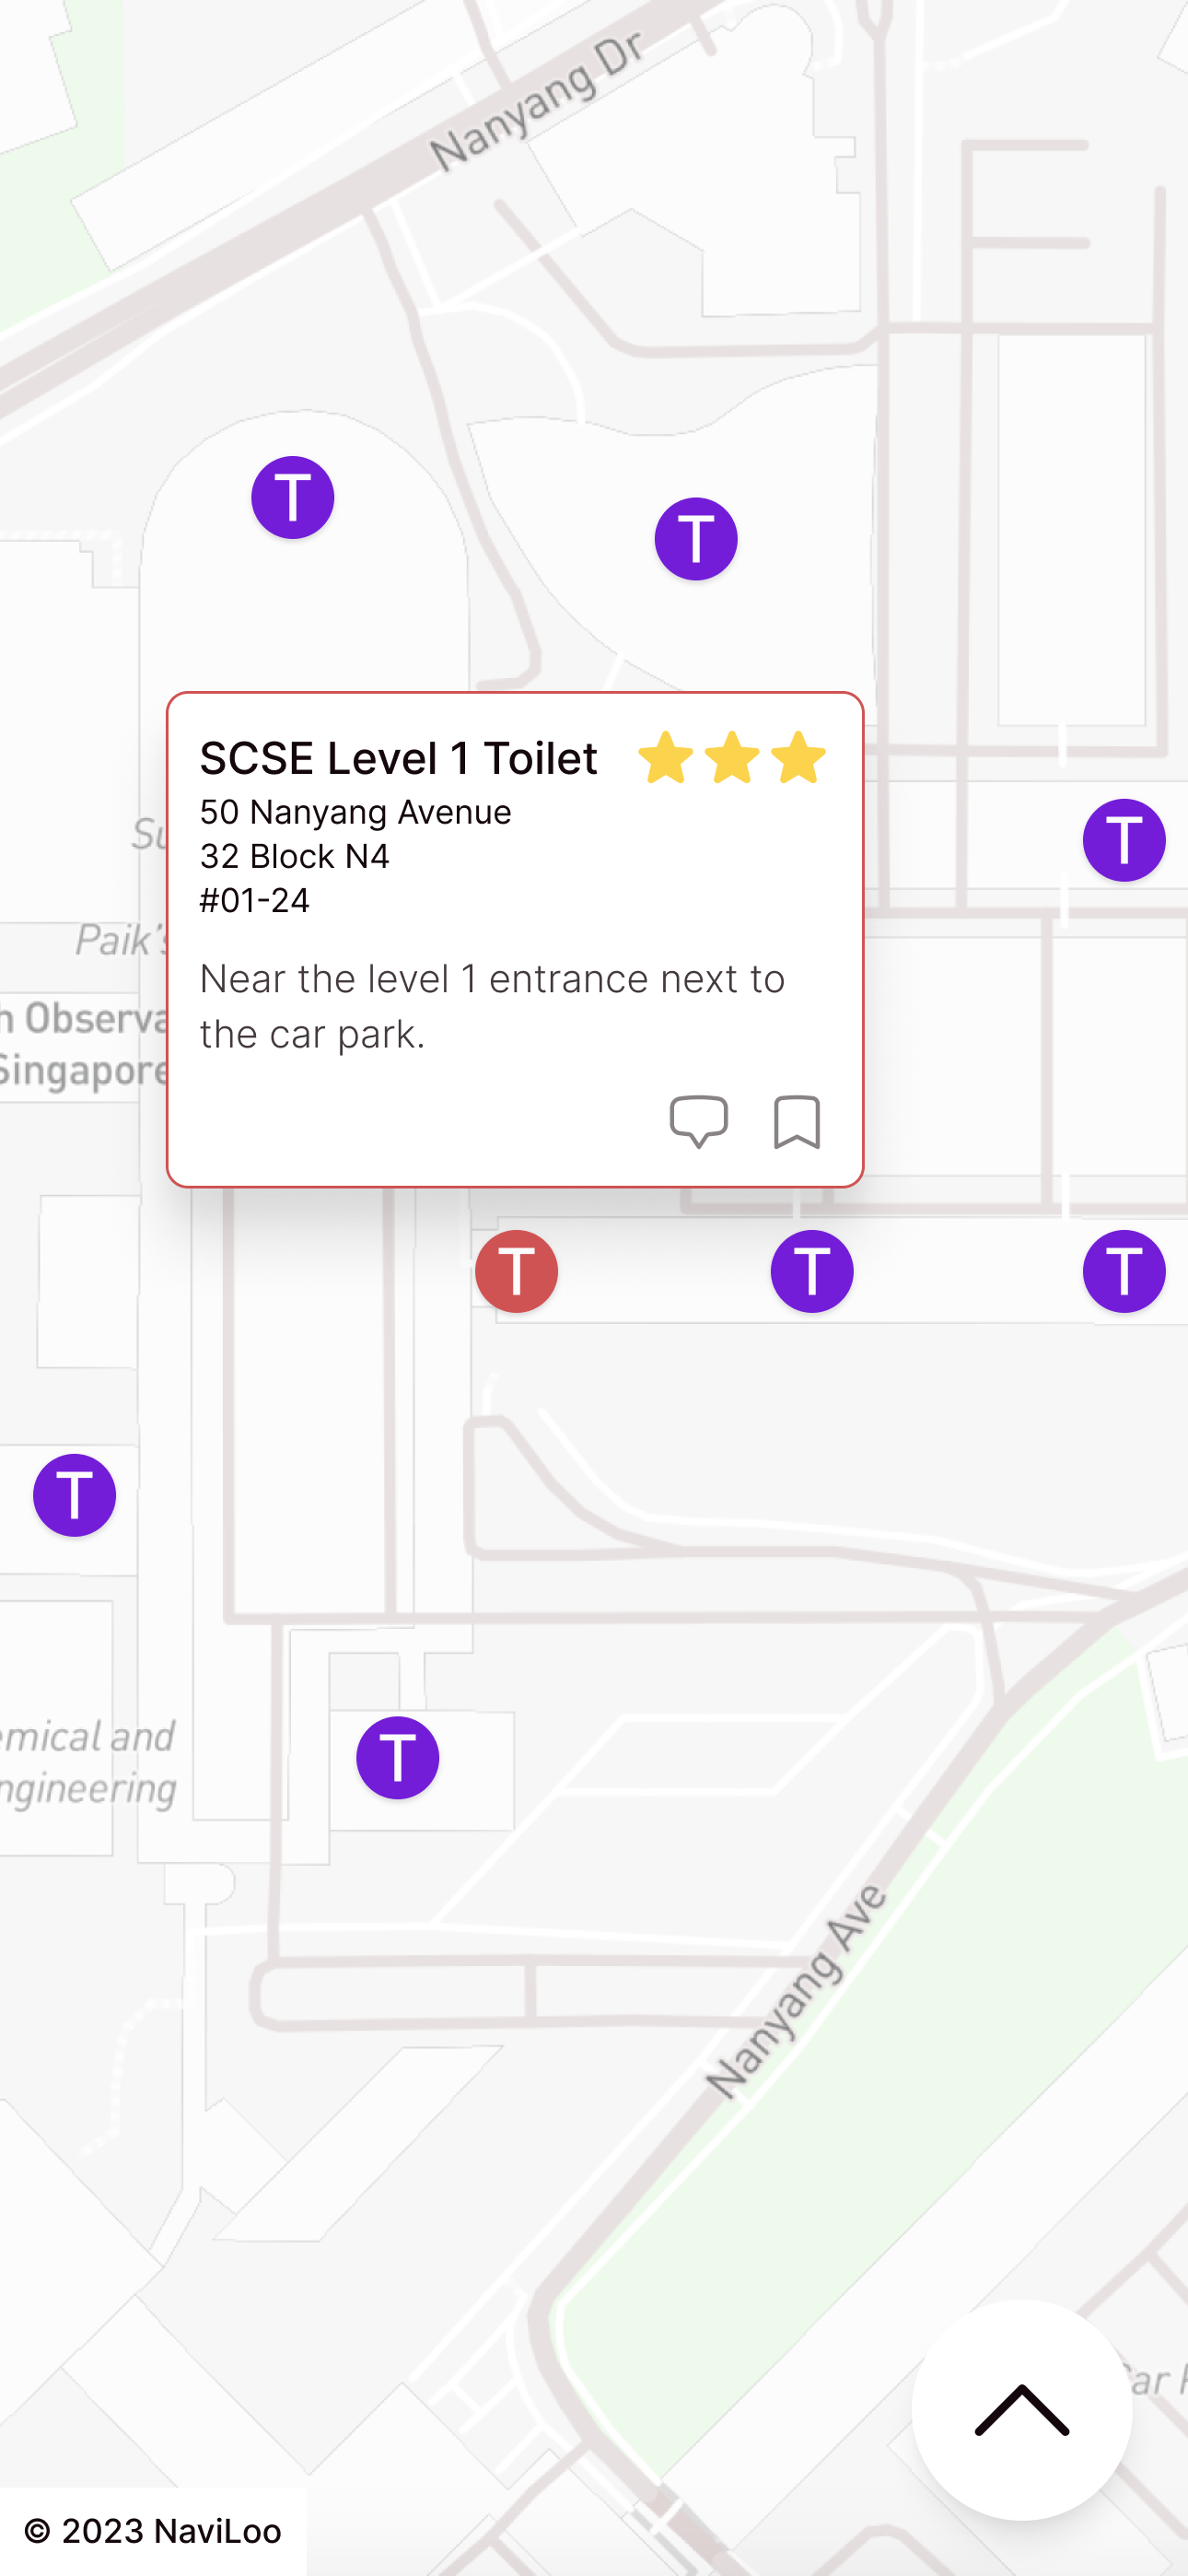 Nanyang Dr
T
T
SCSE Level 1 Toilet
50 Nanyang Avenue
32 Block N4
#01-24
Near the level 1 entrance next to
the car park.
T
Su
Paik's
h Observa
Singapore
T
T
T
T
T
emical and
ngineering
Nanyang Ave
Car P
© 2023 NaviLoo